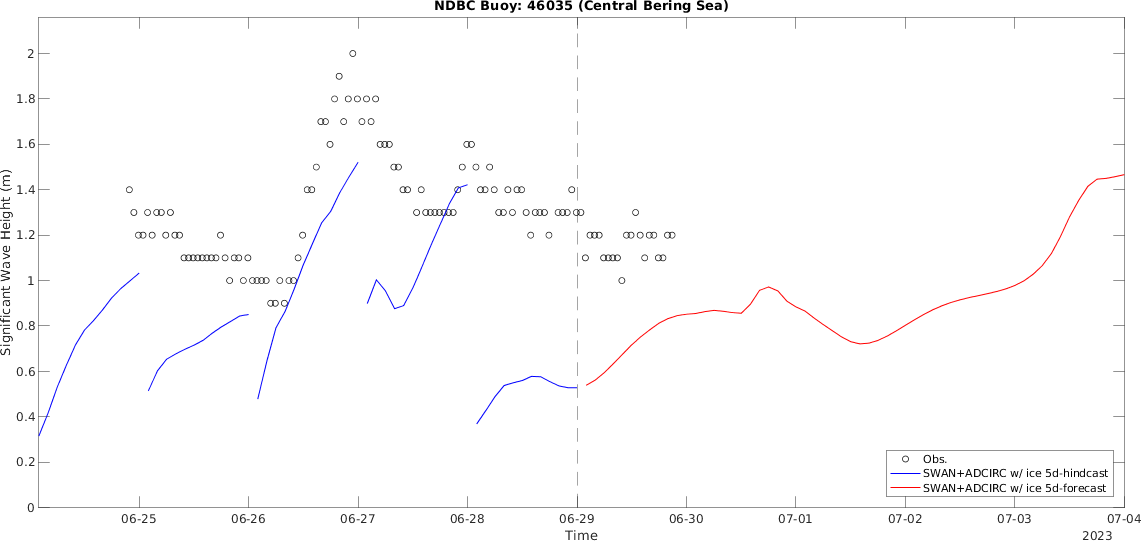 NDBC Buoy: 46035 (Central Bering Sea)
Significant Wave Height (m)
2
1.8
1.6
1.4
1.2
1
0.8
0.6
0.4
0.2
0
Obs.
SWAN+ADCIRC w/ ice 5d-hindcast
SWAN+ADCIRC w/ ice 5d-forecast
06-25 06-26 06-27 06-28 06-29 06-30 07-01 07-02 07-03 07-04
Time
2023